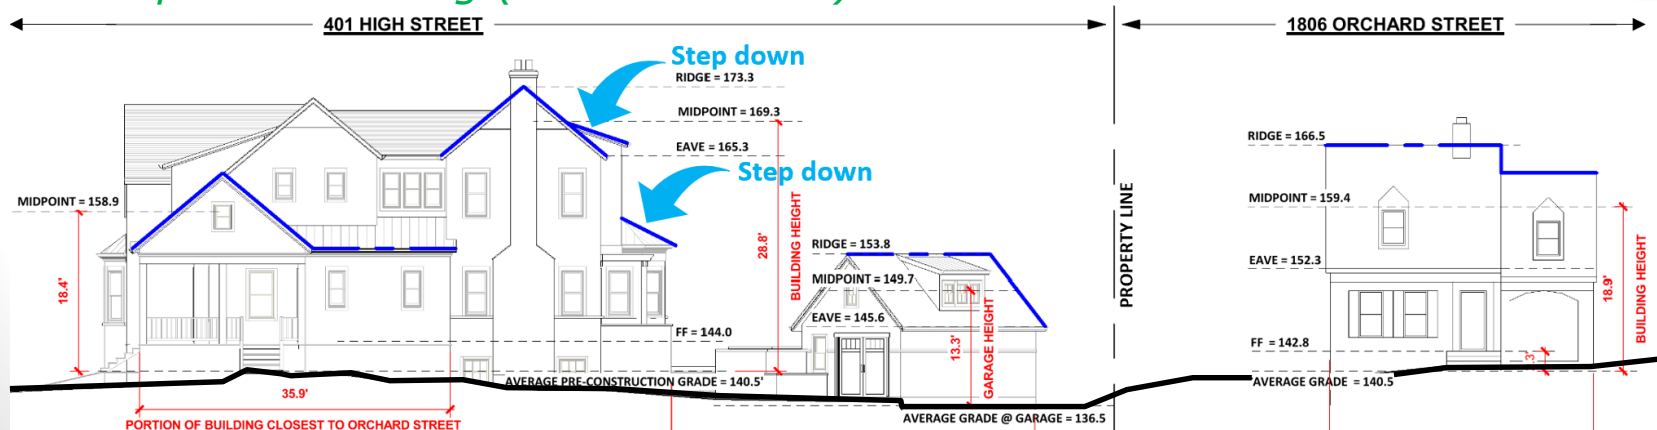 401 HIGH STREET
1806 ORCHARD STREET
Step down
RIDGE = 173.3
MIDPOINT = 169.3
EAVE = 165.3
Step down
MIDPOINT = 158.9
18.4'
28.8'
BUILDING HEIGHT
RIDGE = 153.8
MIDPOINT = 149.7
EAVE = 145.6
FF = 144.0
13.3'
GARAGE HEIGHT
AVERAGE PRE-CONSTRUCTION GRADE = 140.5'
35.9'
PORTION OF BUILDING CLOSEST TO ORCHARD STREET
AVERAGE GRADE @ GARAGE = 136.5
PROPERTY LINE
RIDGE = 166.5
MIDPOINT = 159.4
EAVE = 152.3
FF = 142.8
AVERAGE GRADE = 140.5
18.9'
BUILDING HEIGHT